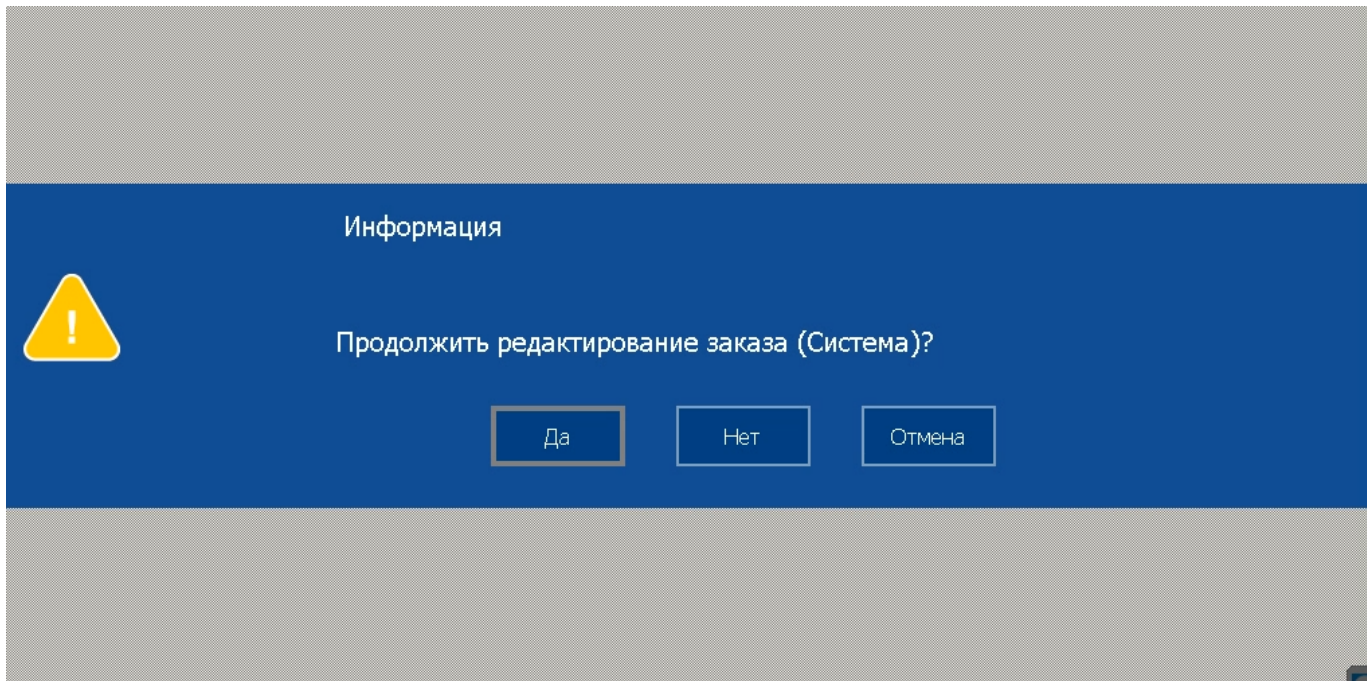 Информация
Продолжить редактирование заказа (Система)?
Да Нет Отмена